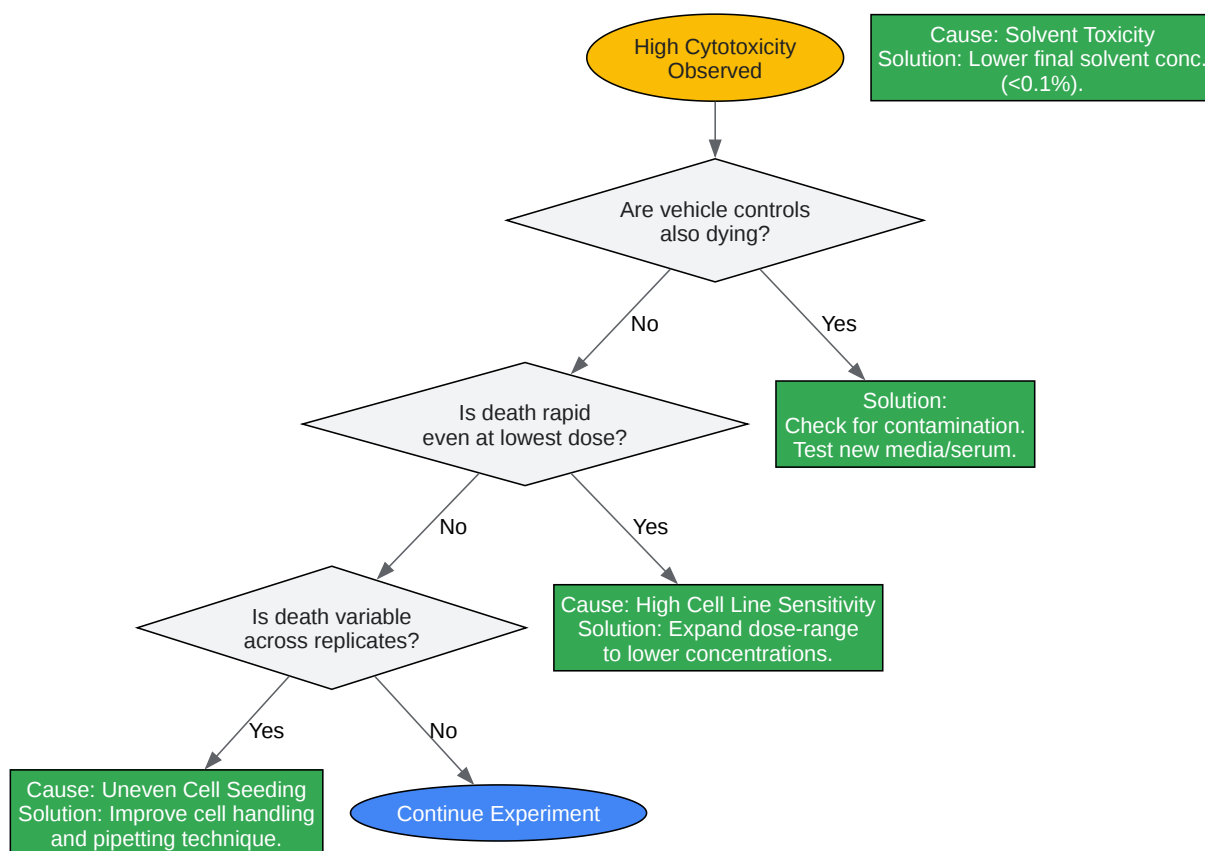 High Cytotoxicity
Observed
Cause: Solvent Toxicity
Solution: Lower final solvent conc.
(<0.1%).
Are vehicle controls
also dying?
No
Yes
Is death rapid
even at lowest dose?
Solution:
Check for contamination.
Test new media/serum.
No
Yes
Is death variable
across replicates?
Cause: High Cell Line Sensitivity
Solution: Expand dose-range
to lower concentrations.
Yes
No
Cause: Uneven Cell Seeding
Solution: Improve cell handling
and pipetting technique.
Continue Experiment